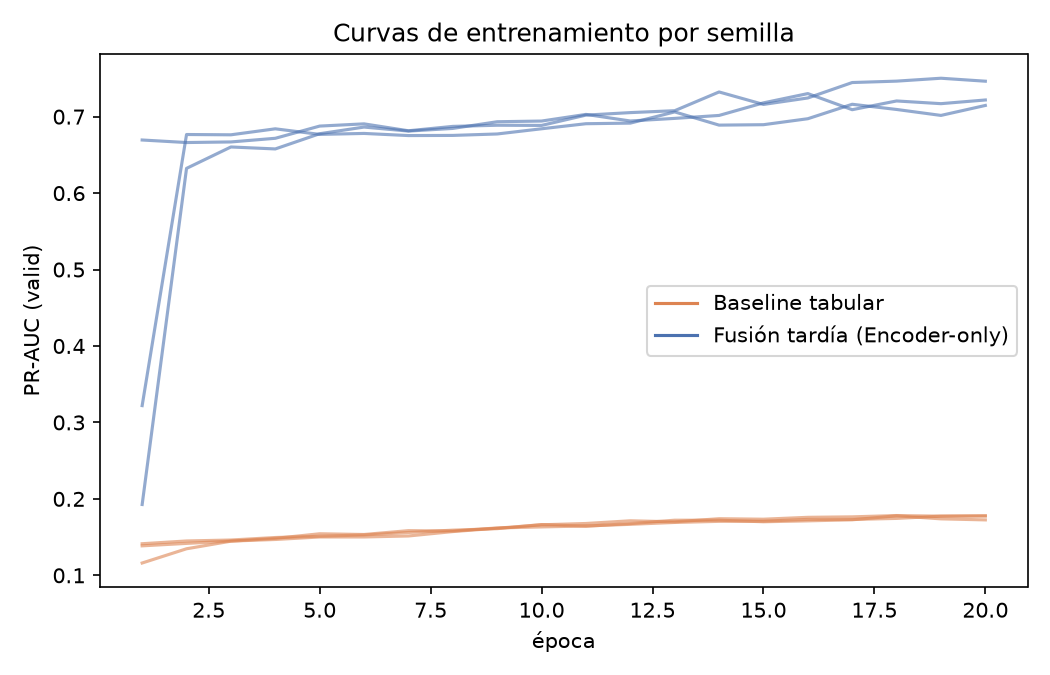 Curvas de entrenamiento por semilla
PR-AUC (valid)
0.7
0.6
0.5
0.4
0.3
0.2
0.1
Baseline tabular
Fusión tardía (Encoder-only)
2.5 5.0 7.5 10.0 12.5 15.0 17.5 20.0
época